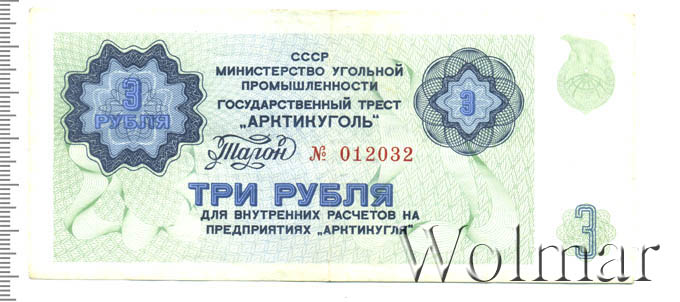 СССР
МИНИСТЕРСТВО УГОЛЬНОЙ
ПРОМЫШЛЕННОСТИ
ГОСУДАРСТВЕННЫЙ ТРЕСТ
„АРКТИКУГОЛЬ"
3
РУБЛЯ
3
Талон № 012032
ТРИ РУБЛЯ
ДЛЯ ВНУТРЕННИХ РАСЧЕТОВ НА
ПРЕДПРИЯТИЯХ „АРКТИКУГЛЯ"
3
Wolmar